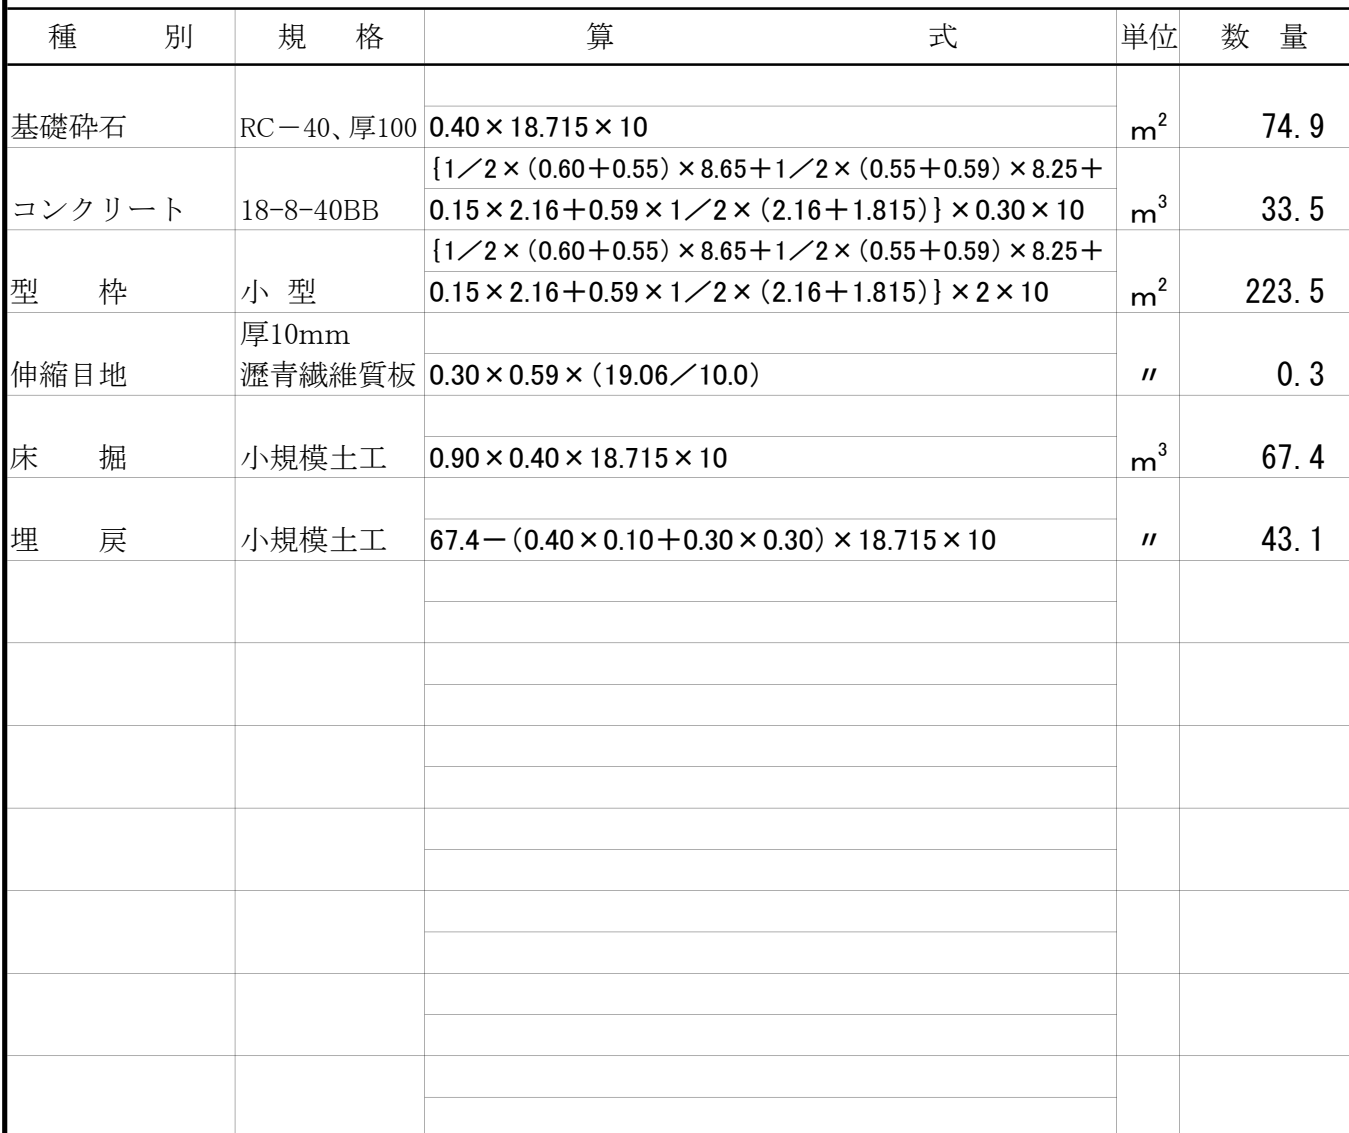 種 別 規 格 算 式 単位 数 量
基礎砕石 RC－40、厚100 0.40×18.715×10 m² 74.9
{1／2×(0.60＋0.55)×8.65＋1／2×(0.55＋0.59)×8.25＋
コンクリート 18-8-40BB 0.15×2.16＋0.59×1／2×(2.16＋1.815)}×0.30×10 m³ 33.5
{1／2×(0.60＋0.55)×8.65＋1／2×(0.55＋0.59)×8.25＋
型 枠 小 型 0.15×2.16＋0.59×1／2×(2.16＋1.815)}×2×10 m² 223.5
厚10mm
伸縮目地 瀝青繊維質板 0.30×0.59×(19.06／10.0) 〃 0.3
床 掘 小規模土工 0.90×0.40×18.715×10 m³ 67.4
埋 戻 小規模土工 67.4－(0.40×0.10＋0.30×0.30)×18.715×10 〃 43.1